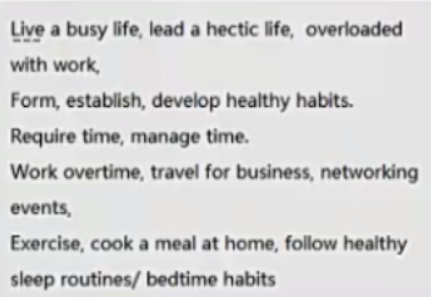 Live a busy life, lead a hectic life,  overloaded
with work,
Form, establish, develop healthy habits.
Require time, manage time.
Work overtime, travel for business, networking
events,
Exercise, cook a meal at home, follow healthy
sleep routines/ bedtime habits